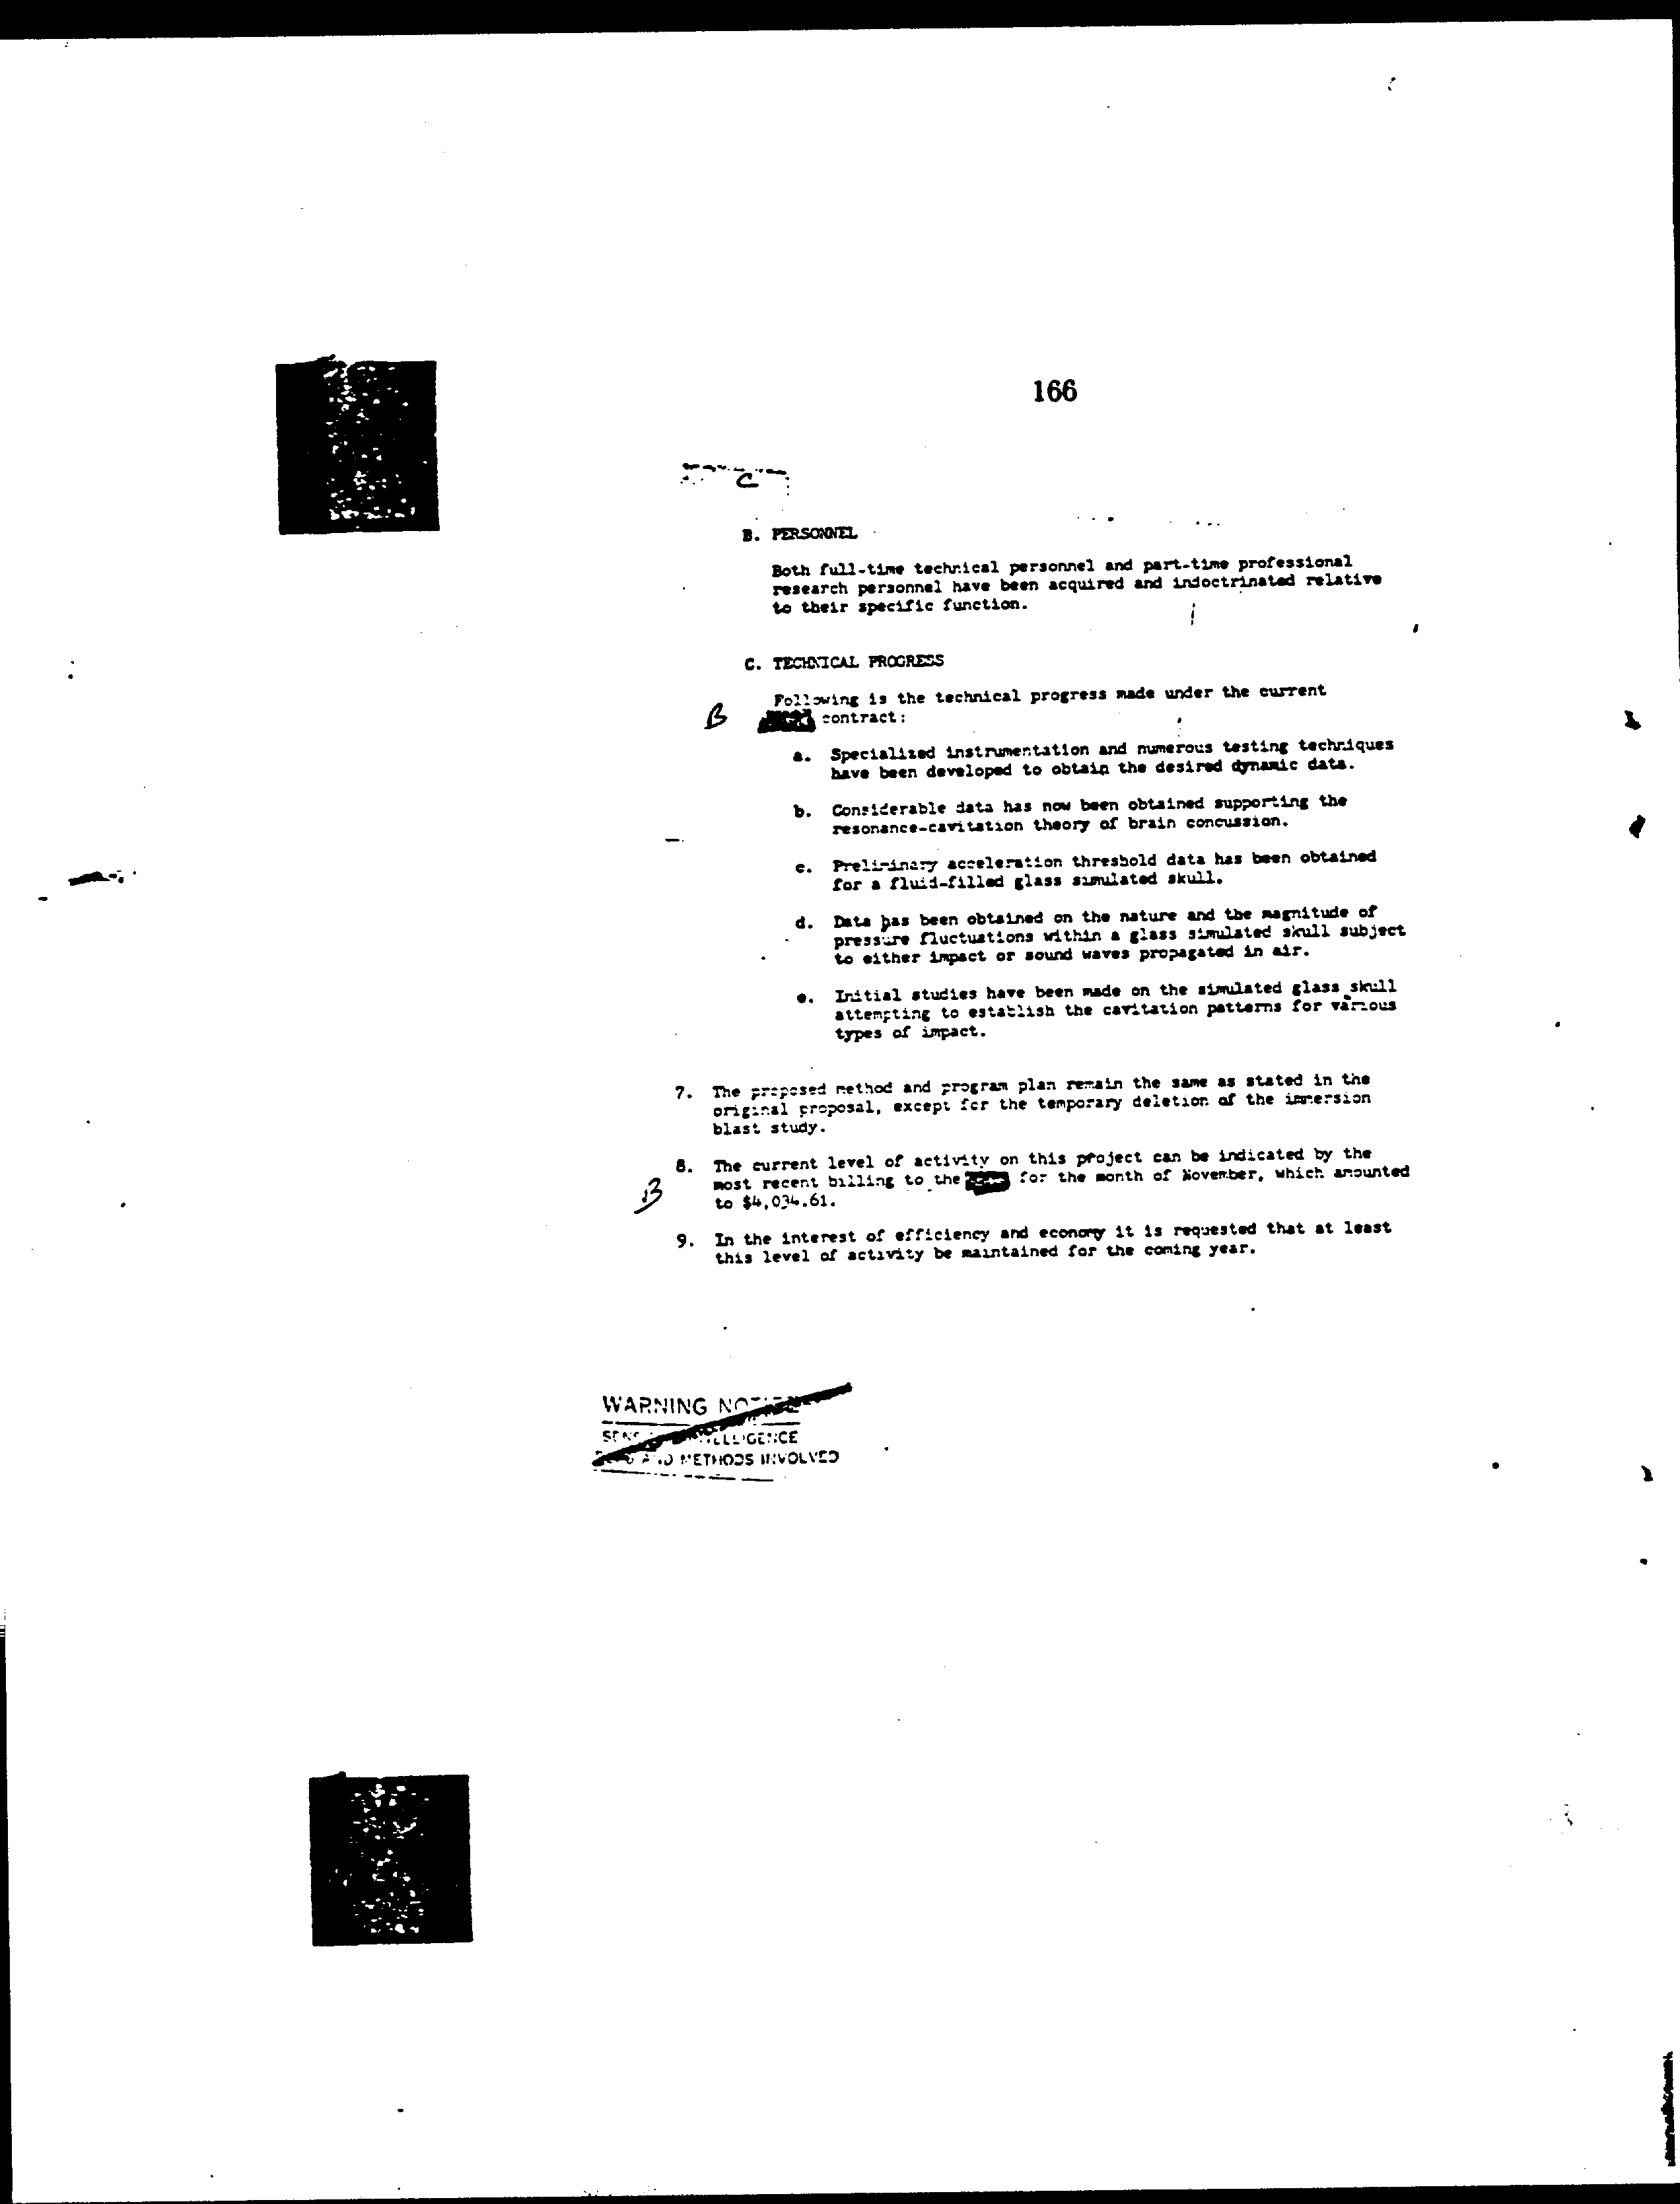 166
C
B. PERSONNEL
Both full-time technical personnel and part-time professional
research personnel have been acquired and indoctrinated relative
to their specific function.
C. TECHNICAL PROGRESS
Following is the technical progress made under the current
B contract:
a. Specialized instrumentation and numerous testing techniques
have been developed to obtain the desired dynamic data.
b. Considerable data has now been obtained supporting the
resonance-cavitation theory of brain concussion.
c. Preliminary acceleration threshold data has been obtained
for a fluid-filled glass simulated skull.
d. Data has been obtained on the nature and the magnitude of
pressure fluctuations within a glass simulated skull subject
to either impact or sound waves propagated in air.
e. Initial studies have been made on the simulated glass skull
attempting to establish the cavitation patterns for various
types of impact.
7. The proposed method and program plan remain the same as stated in the
original proposal, except for the temporary deletion of the immersion
blast study.
8. The current level of activity on this project can be indicated by the
most recent billing to the for the month of November, which amounted
B to $4,034.61.
9. In the interest of efficiency and economy it is requested that at least
this level of activity be maintained for the coming year.
WARNING NOTICE
INTELLIGENCE
AND METHODS INVOLVED